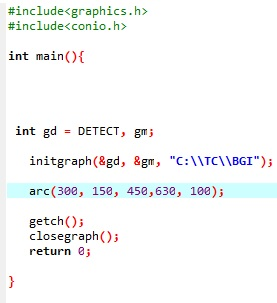 #include<graphics.h>
#include<conio.h>
int main(){
int gd = DETECT, gm;
initgraph(&gd, &gm, "C:\\TC\\BGI");
arc(300, 150, 450,630, 100);
getch();
closegraph();
return 0;
}